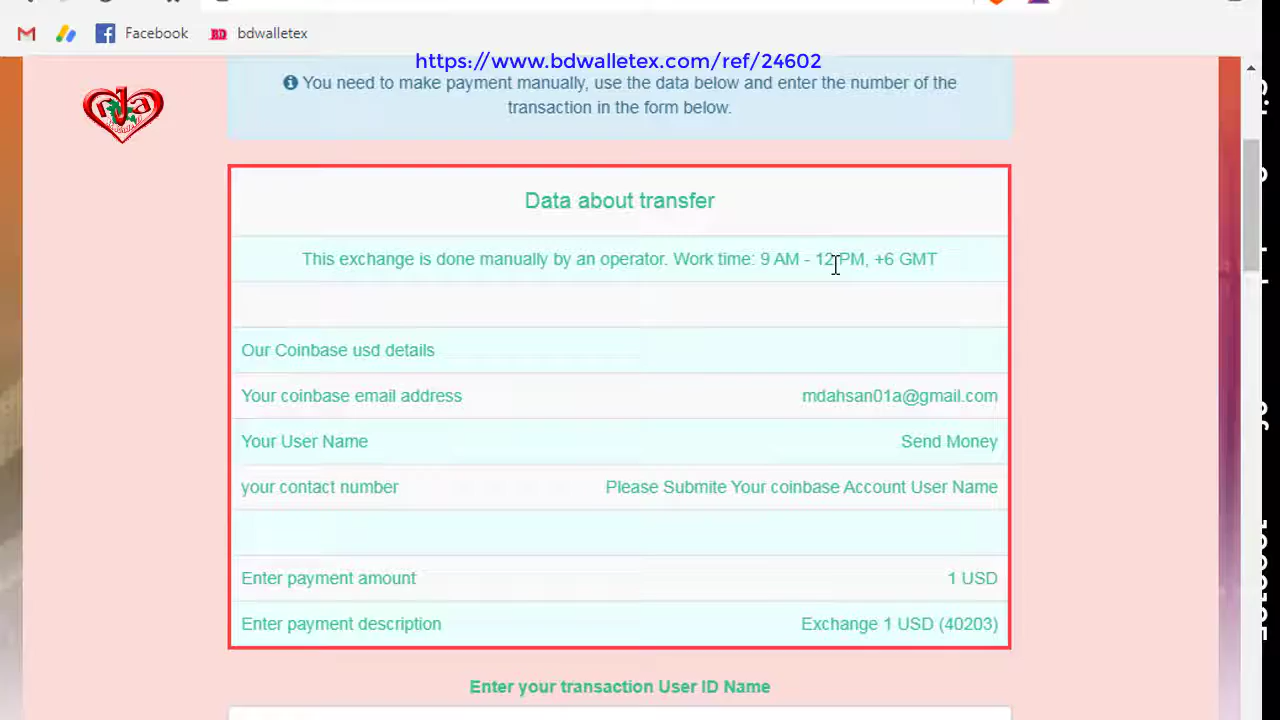 Facebook
BD bdwalletex
https://www.bdwalletex.com/ref/24602
You need to make payment manually, use the data below and enter the number of the
transaction in the form below.
nja
Data about transfer
This exchange is done manually by an operator. Work time: 9 AM - 12 PM, +6 GMT
Our Coinbase usd details
Your coinbase email address mdahsan01a@gmail.com
Your User Name Send Money
your contact number Please Submite Your coinbase Account User Name
Enter payment amount 1 USD
Enter payment description Exchange 1 USD (40203)
Enter your transaction User ID Name